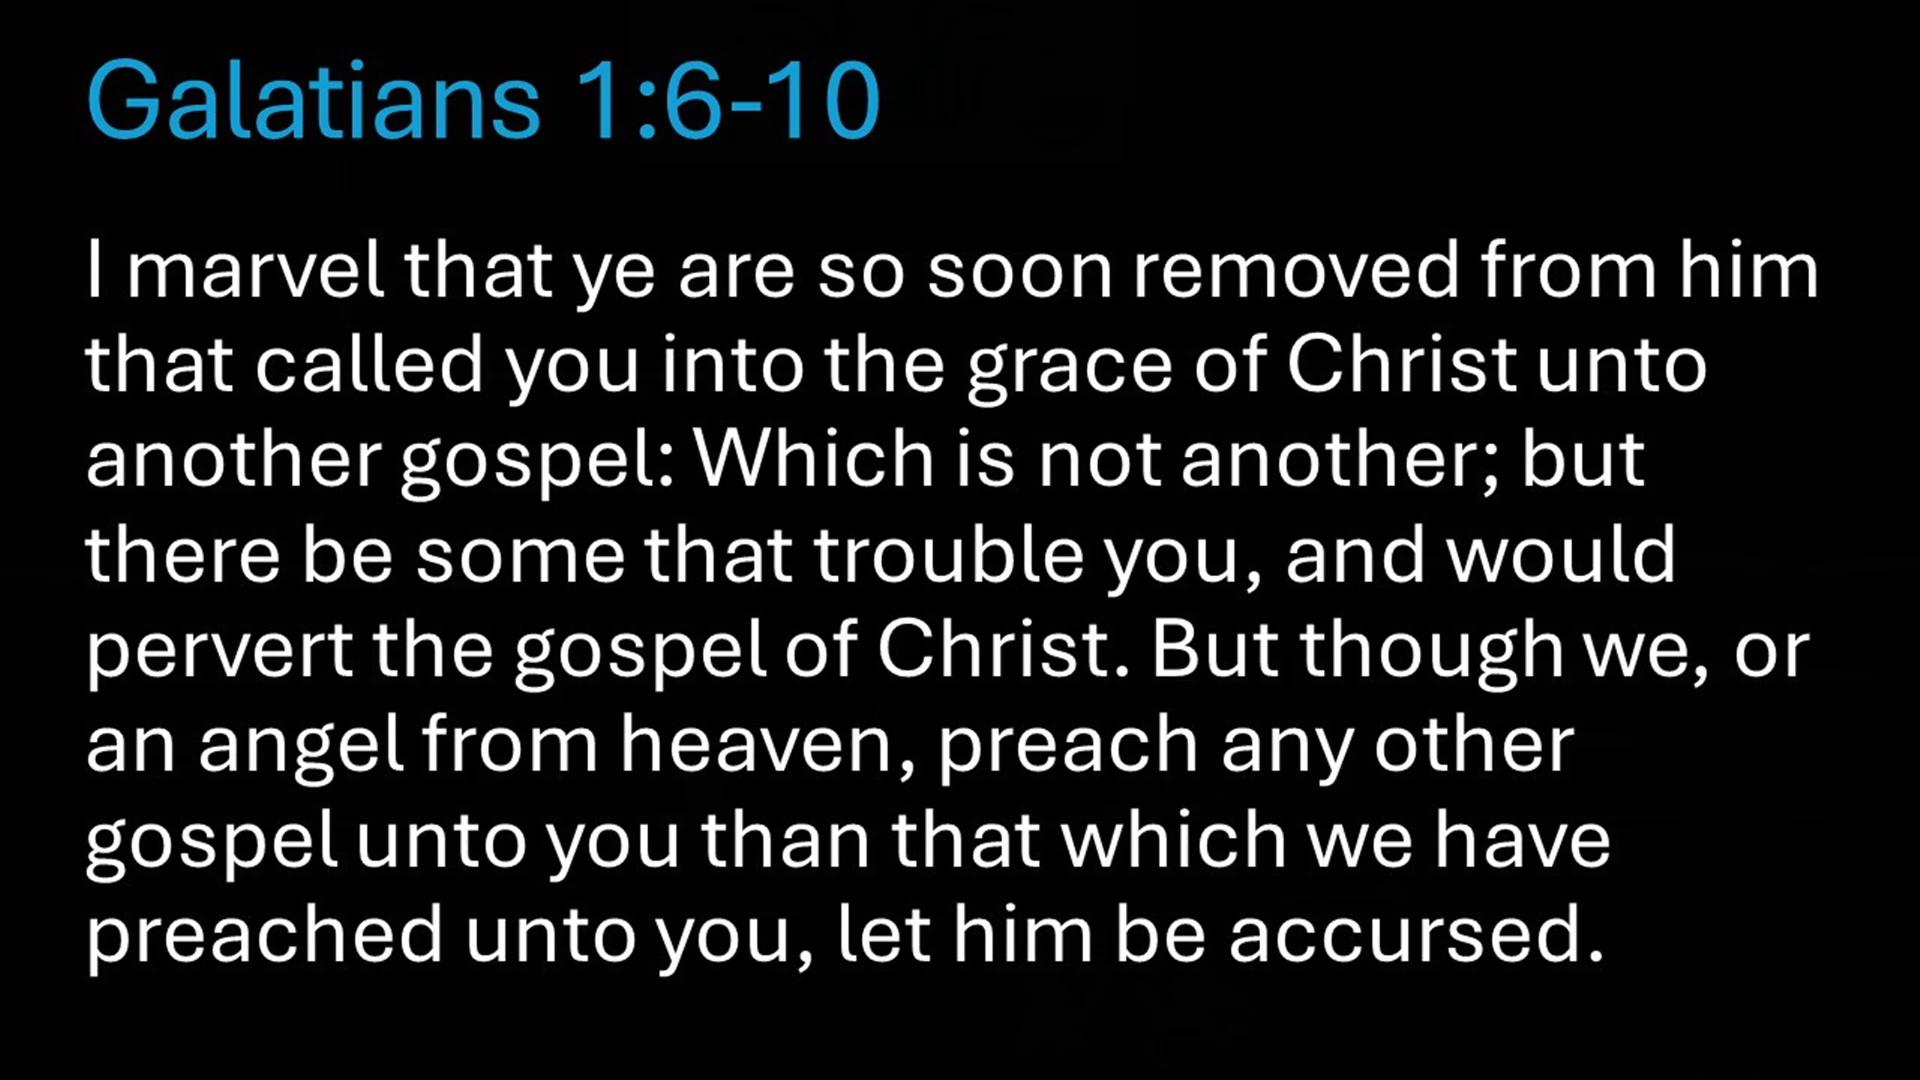 Galatians 1:6-10
I marvel that ye are so soon removed from him
that called you into the grace of Christ unto
another gospel: Which is not another; but
there be some that trouble you, and would
pervert the gospel of Christ. But though we, or
an angel from heaven, preach any other
gospel unto you than that which we have
preached unto you, let him be accursed.